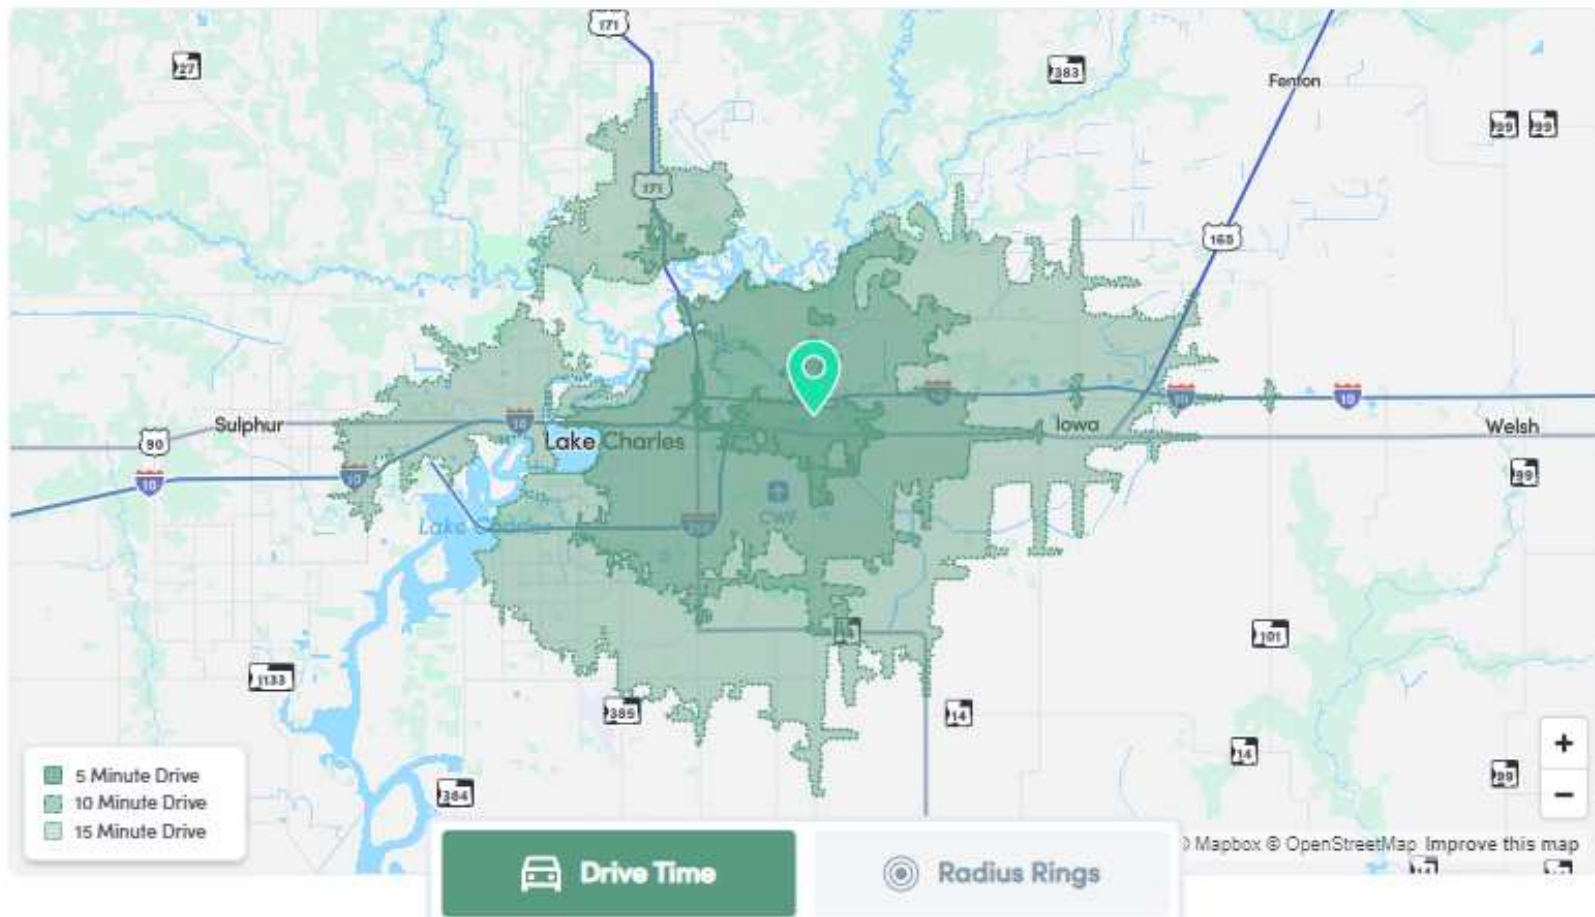 171
27
383
Fenton
99
99
171
165
10
10
10
Sulphur
90
Lake Charles
Iowa
Welsh
10
10
99
Lake Charles
CWF
101
1133
385
14
14
99
384
5 Minute Drive
10 Minute Drive
15 Minute Drive
+
−
Mapbox © OpenStreetMap Improve this map
Drive Time
Radius Rings